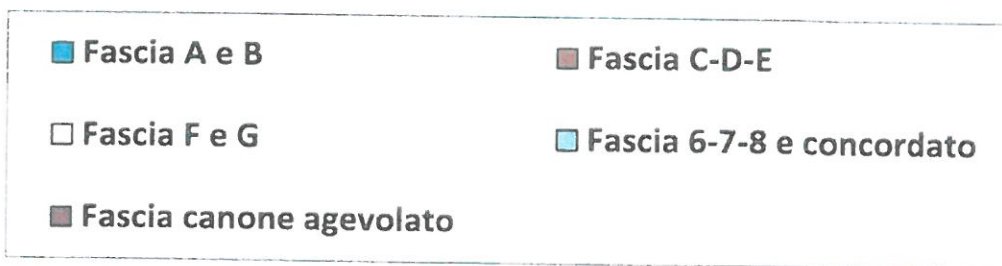 Fascia A e B
Fascia C-D-E
Fascia F e G
Fascia 6-7-8 e concordato
Fascia canone agevolato